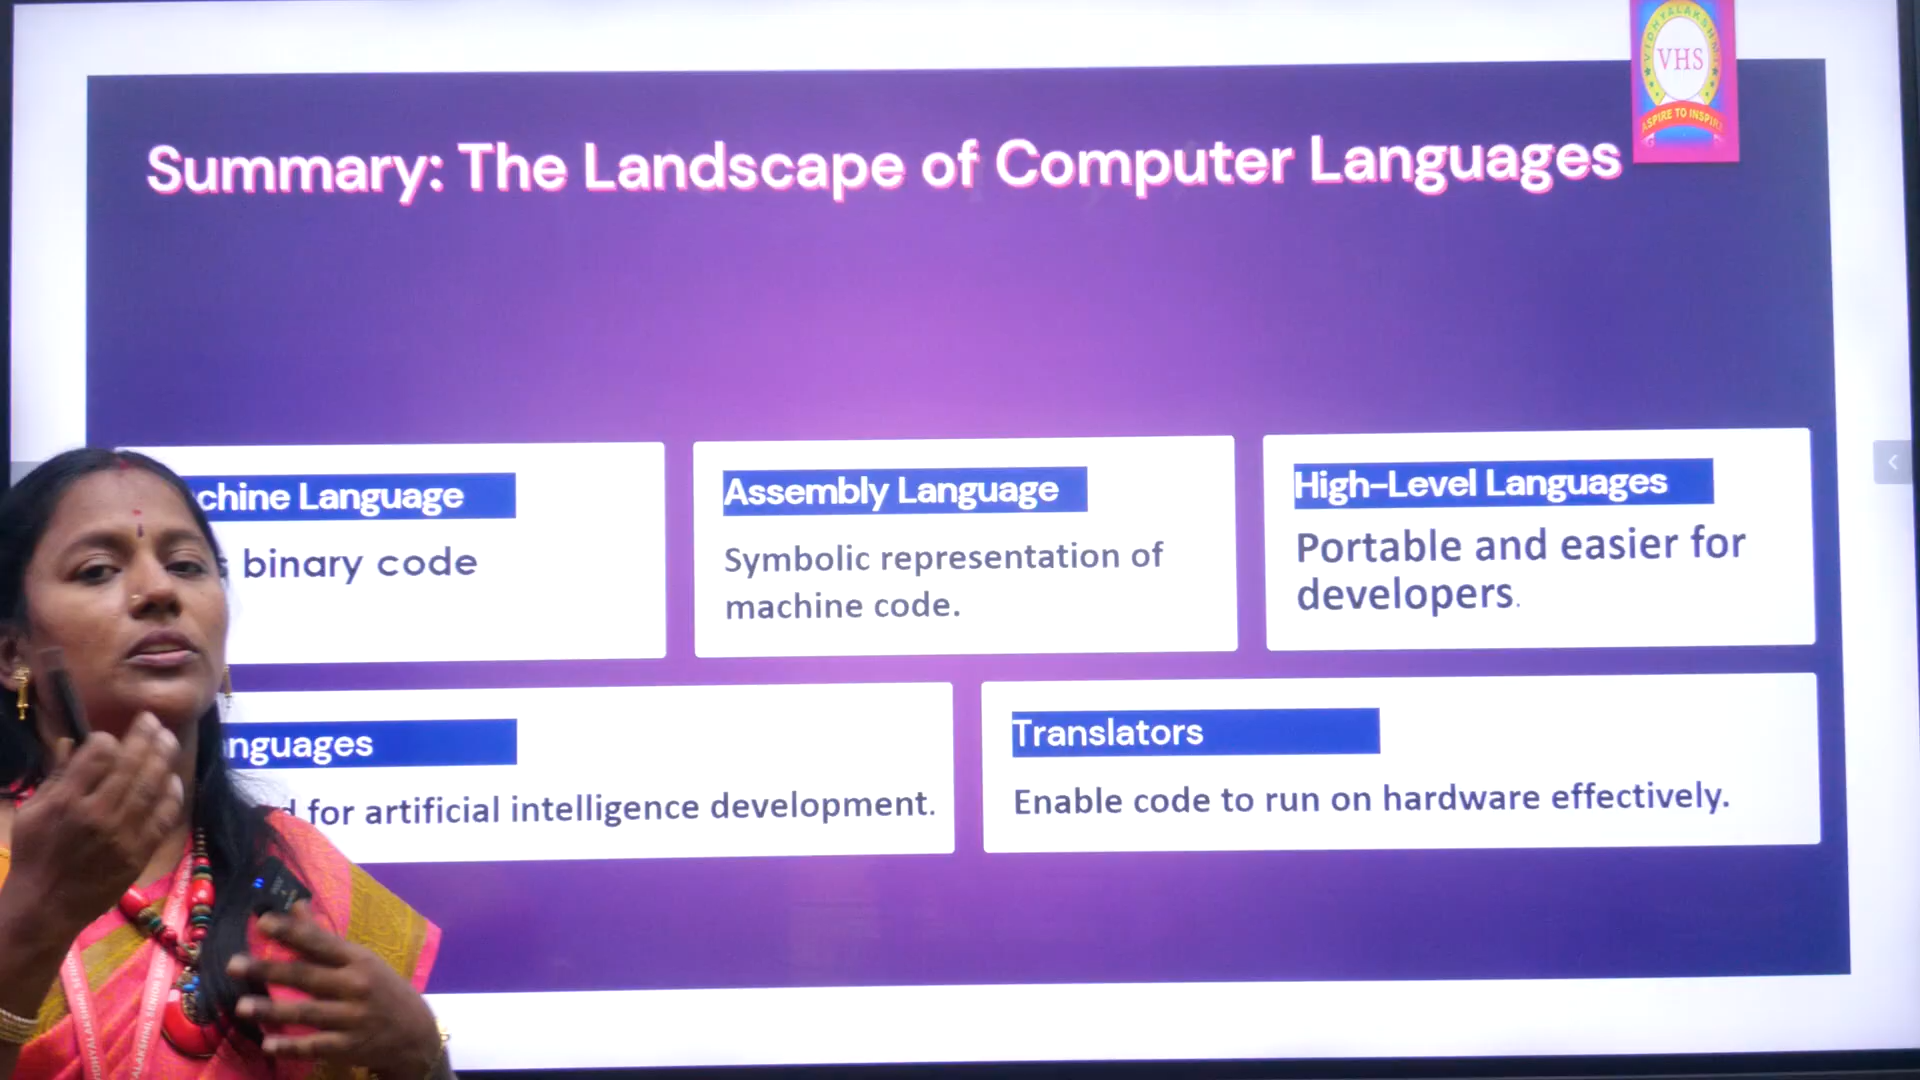 VIDHYALAKSHMI
VHS
ASPIRE TO INSPIRE
Summary: The Landscape of Computer Languages
chine Language
s binary code
Assembly Language
Symbolic representation of
machine code.
High-Level Languages
Portable and easier for
developers.
nguages
d for artificial intelligence development.
Translators
Enable code to run on hardware effectively.